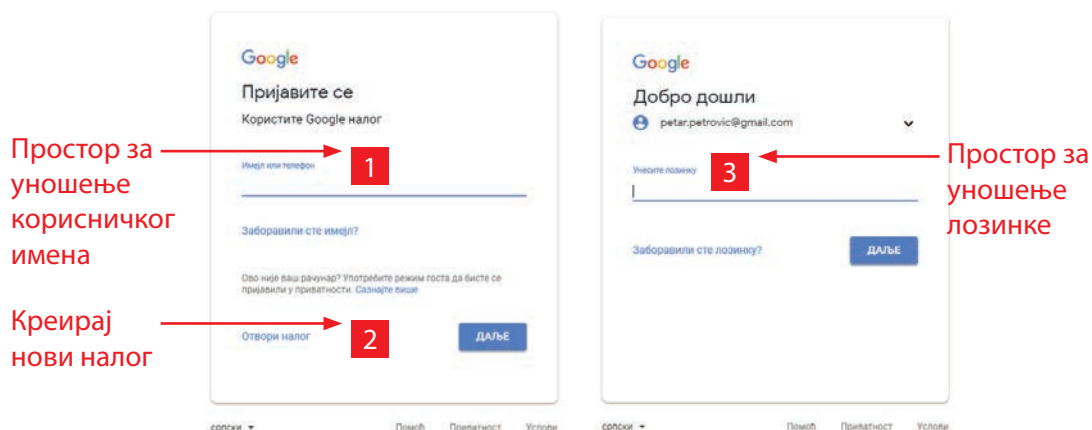 Простор за
уношење
корисничког
имена
Креирај
нови налог
Google
Пријавите се
Користите Google налог
Имејл или телефон
1
Заборавили сте имејл?
Ово није ваш рачунар? Употребите режим госта да бисте се
пријавили у приватности. Сазнајте више
Отвори налог
2
ДАЉЕ
српски
Помоћ Приватност Услови
Google
Добро дошли
petar.petrovic@gmail.com
Унесите лозинку
3
Заборавили сте лозинку?
ДАЉЕ
српски
Помоћ Приватност Услови
Простор за
уношење
лозинке